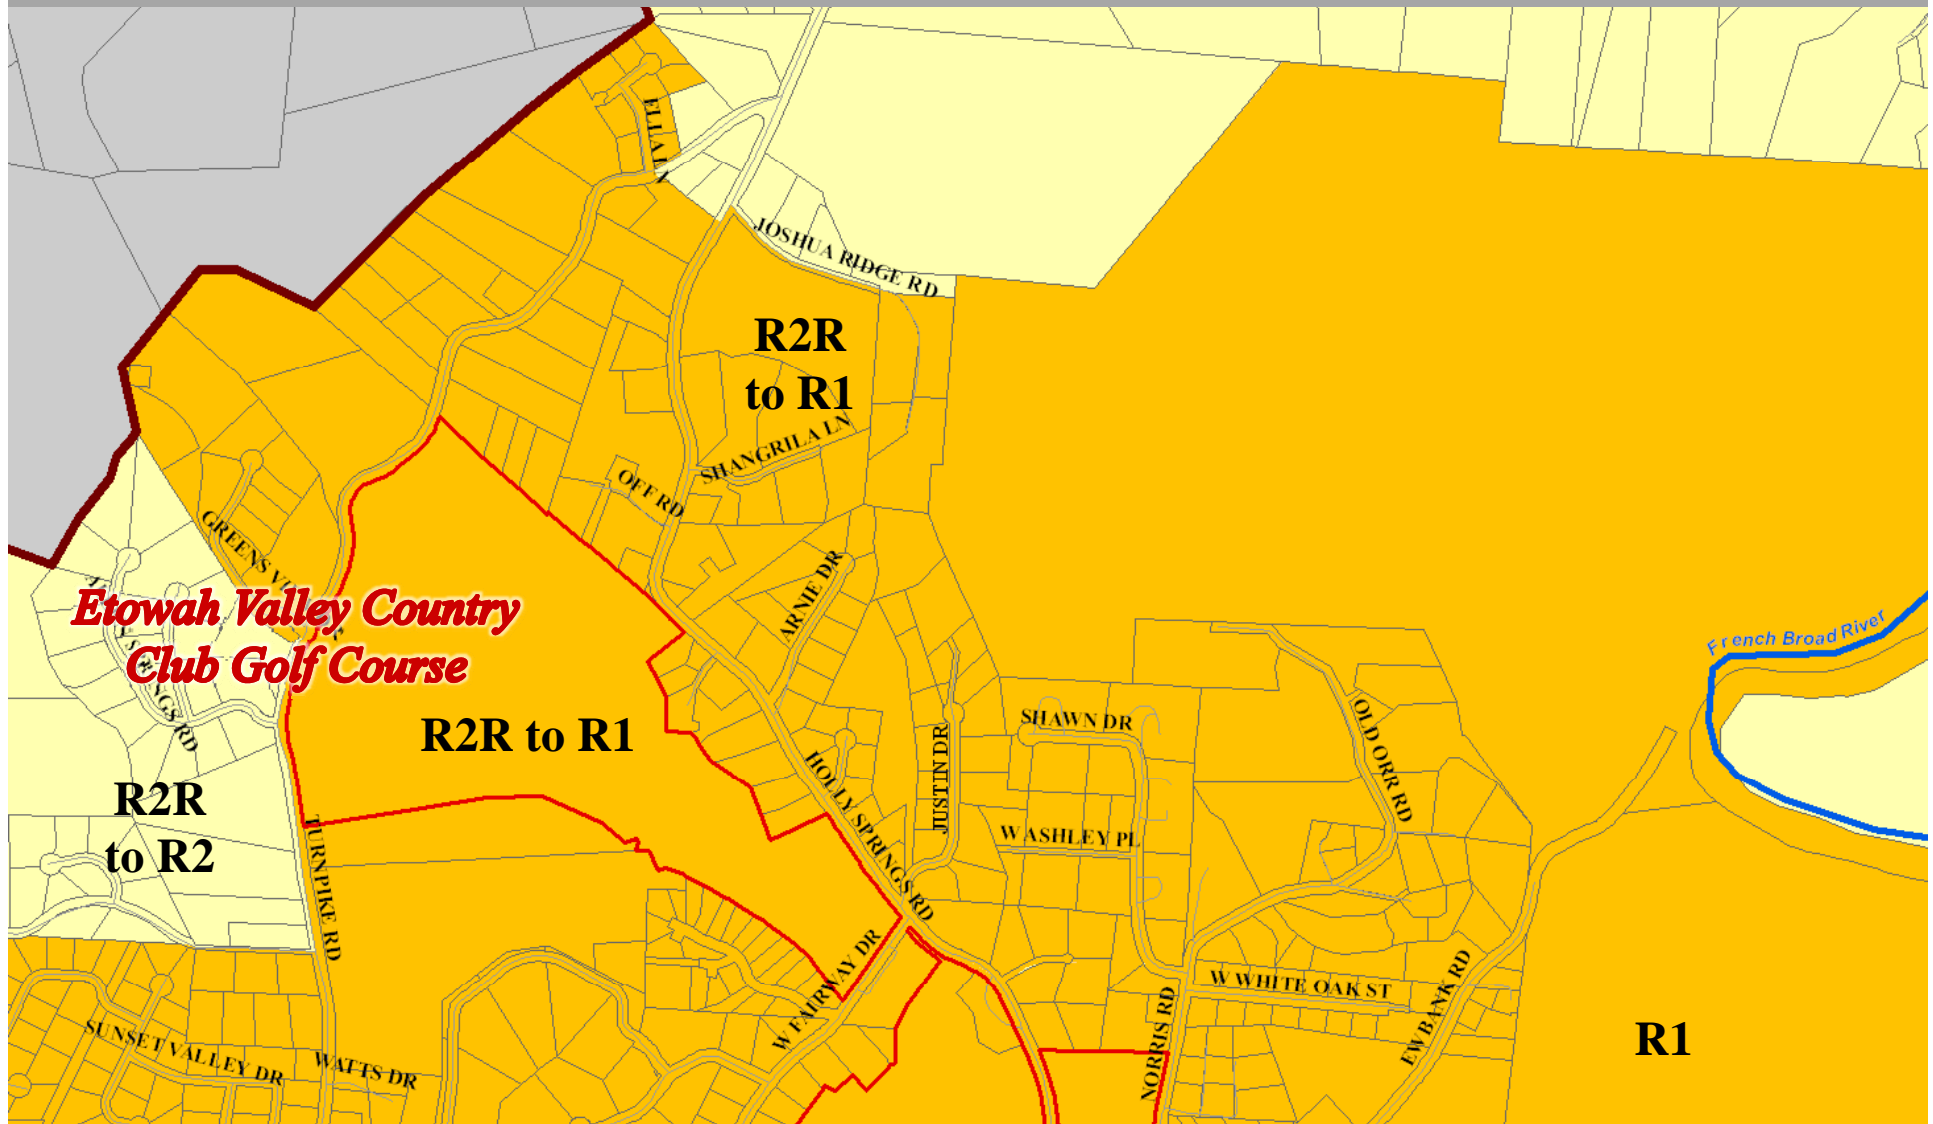 ELLA LN
JOSHUA RIDGE RD
R2R
to R1
SHANGRILA LN
OFF RD
GREENS
ARNIE DR
Etowah Valley Country
Club Golf Course
French Broad River
R2R to R1
SHAWN DR
OLD ORR RD
JUSTIN DR
HOLLY SPRINGS RD
R2R
to R2
TURNPIKE RD
W ASHLEY PL
W FAIRWAY DR
W WHITE OAK ST
EWBANK RD
NORRIS RD
R1
SUNSET VALLEY DR
WATTS DR